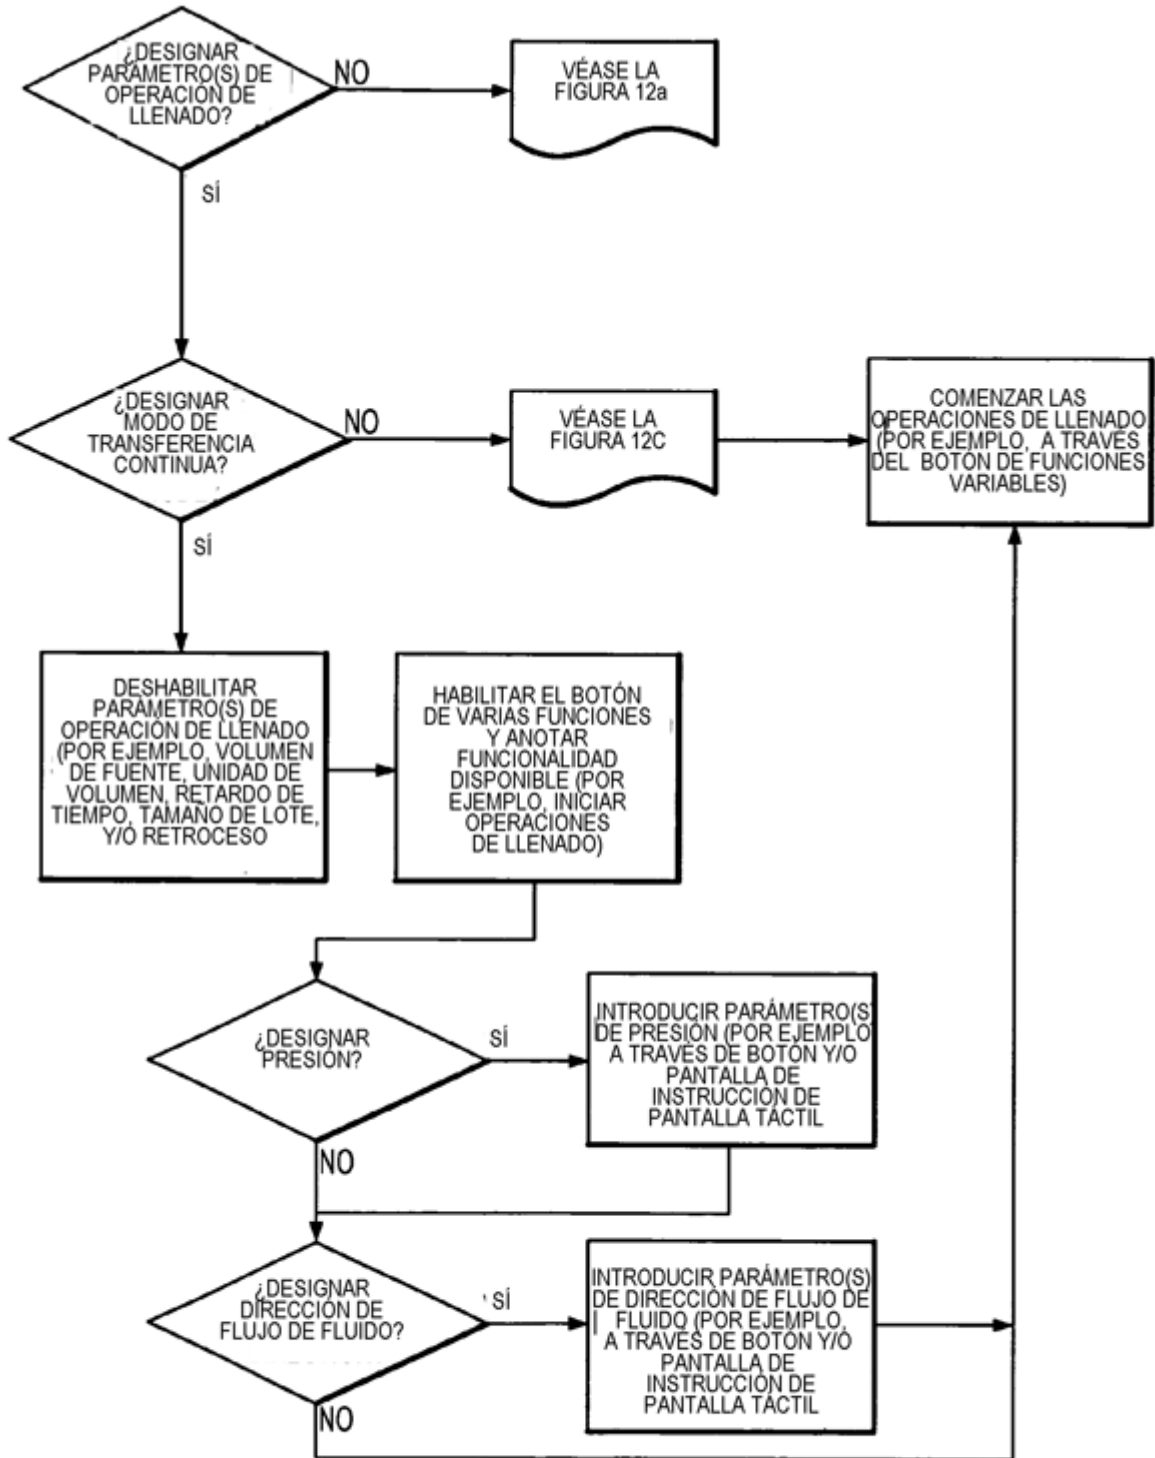 ¿DESIGNAR
PARÁMETRO(S) DE
OPERACIÓN DE
LLENADO?
NO
VÉASE LA
FIGURA 12a
SÍ
¿DESIGNAR
MODO DE
TRANSFERENCIA
CONTINUA?
NO
VÉASE LA
FIGURA 12C
COMENZAR LAS
OPERACIONES DE LLENADO
(POR EJEMPLO, A TRAVÉS
DEL BOTÓN DE FUNCIONES
VARIABLES)
SÍ
DESHABILITAR
PARÁMETRO(S) DE
OPERACIÓN DE LLENADO
(POR EJEMPLO, VOLUMEN
DE FUENTE, UNIDAD DE
VOLUMEN, RETARDO DE
TIEMPO, TAMAÑO DE LOTE,
Y/O RETROCESO
HABILITAR EL BOTÓN
DE VARIAS FUNCIONES
Y ANOTAR
FUNCIONALIDAD
DISPONIBLE (POR
EJEMPLO, INICIAR
OPERACIONES
DE LLENADO)
¿DESIGNAR
PRESIÓN?
SÍ
INTRODUCIR PARÁMETRO(S
DE PRESIÓN (POR EJEMPLO
A TRAVÉS DE BOTÓN Y/O
PANTALLA DE
INSTRUCCIÓN DE
PANTALLA TÁCTIL
NO
¿DESIGNAR
DIRECCIÓN DE
FLUJO DE FLUIDO?
SÍ
INTRODUCIR PARÁMETRO(S)
DE DIRECCIÓN DE FLUJO DE
FLUIDO (POR EJEMPLO,
A TRAVÉS DE BOTÓN Y/O
PANTALLA DE
INSTRUCCIÓN DE
PANTALLA TÁCTIL
NO